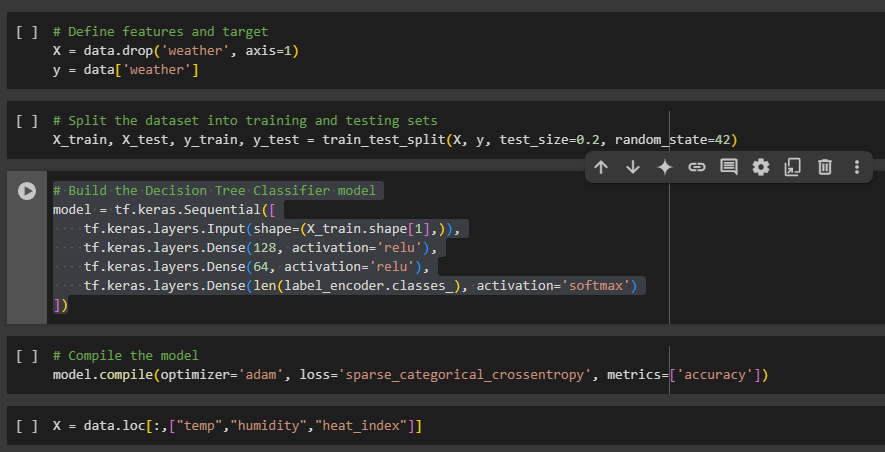 [ ] # Define features and target
X = data.drop('weather', axis=1)
y = data['weather']
[ ] # Split the dataset into training and testing sets
X_train, X_test, y_train, y_test = train_test_split(X, y, test_size=0.2, random_state=42)
# Build the Decision Tree Classifier model
model = tf.keras.Sequential([
    tf.keras.layers.Input(shape=(X_train.shape[1],)),
    tf.keras.layers.Dense(128, activation='relu'),
    tf.keras.layers.Dense(64, activation='relu'),
    tf.keras.layers.Dense(len(label_encoder.classes_), activation='softmax')
])
[ ] # Compile the model
model.compile(optimizer='adam', loss='sparse_categorical_crossentropy', metrics=['accuracy'])
[ ] X = data.loc[:,["temp","humidity","heat_index"]]